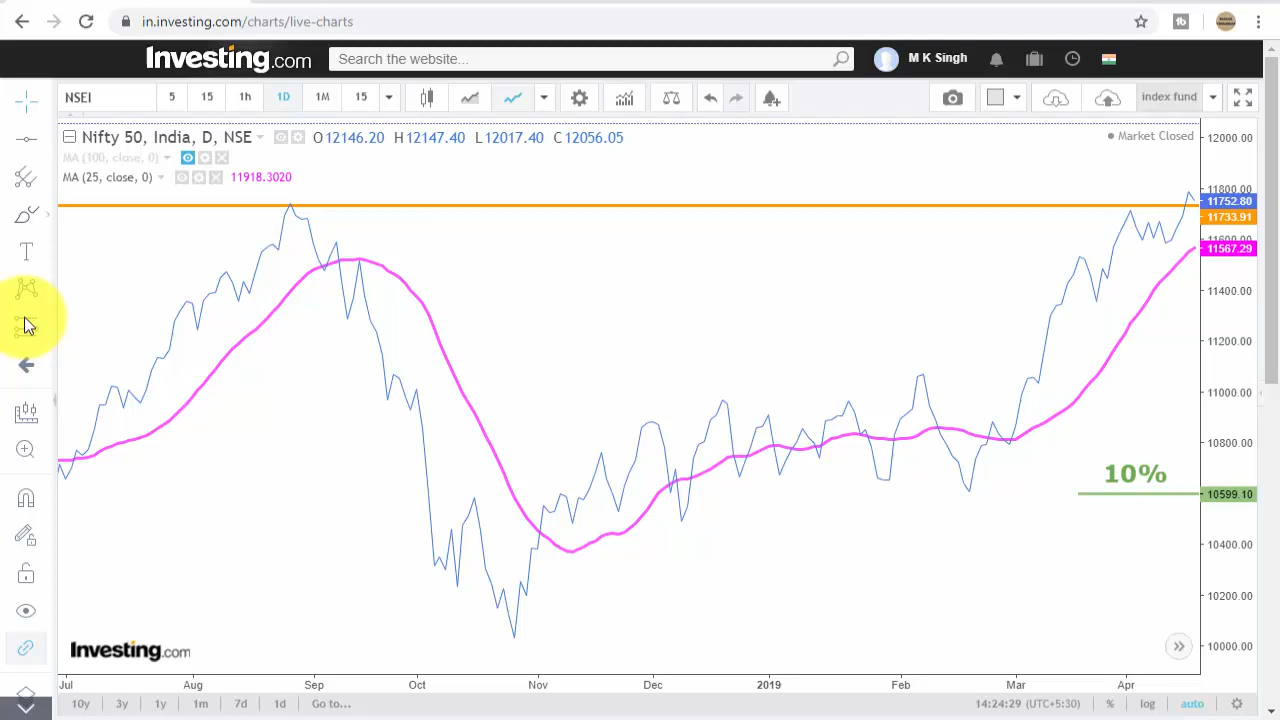 in.investing.com/charts/live-charts
Investing.com
Search the website...
M K Singh
NSEI
5
15
1h
1D
1M
15
index fund
Nifty 50, India, D, NSE
O12146.20 H12147.40 L12017.40 C12056.05
Market Closed
MA (100, close, 0)
MA (25, close, 0)
11918.3020
12000.00
11800.00
11752.80
11733.91
11600.00
11567.29
11400.00
11200.00
11000.00
10800.00
10%
10599.10
10400.00
10200.00
10000.00
Investing.com
Jul
Aug
Sep
Oct
Nov
Dec
2019
Feb
Mar
Apr
10y
3y
1y
1m
7d
1d
Go to...
14:24:29 (UTC+5:30)
%
log
auto